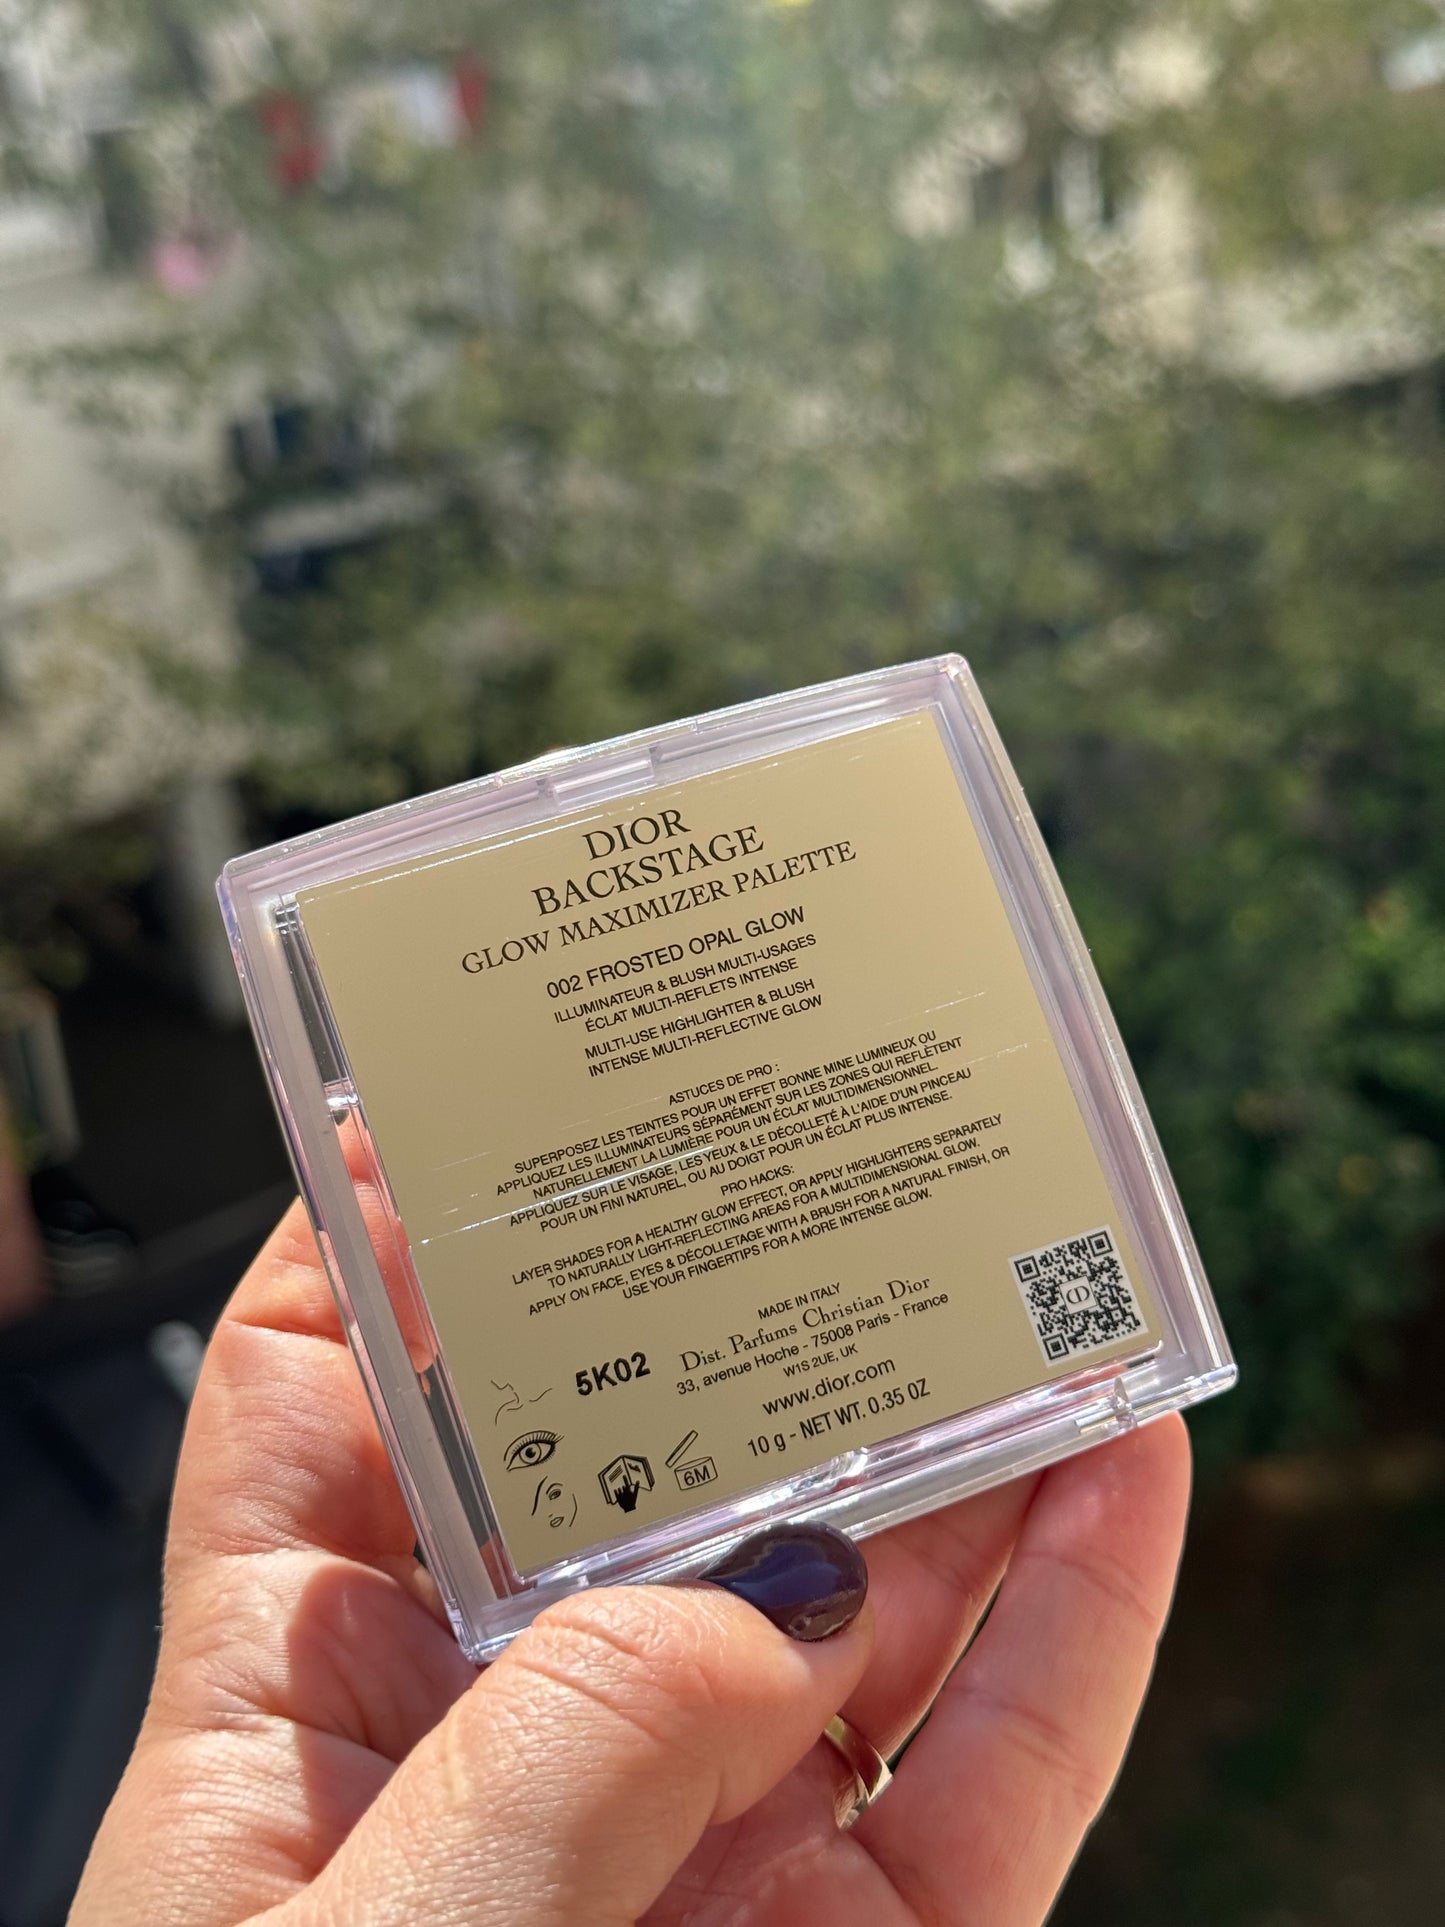 DIOR
BACKSTAGE
GLOW MAXIMIZER PALETTE
002 FROSTED OPAL GLOW
ILLUMINATEUR & BLUSH MULTI-USAGES
ÉCLAT MULTI-REFLETS INTENSE
MULTI-USE HIGHLIGHTER & BLUSH
INTENSE MULTI-REFLECTIVE GLOW
ASTUCES DE PRO :
SUPERPOSEZ LES TEINTES POUR UN EFFET BONNE MINE LUMINEUX OU
APPLIQUEZ LES ILLUMINATEURS SÉPARÉMENT SUR LES ZONES QUI REFLÈTENT
NATURELLEMENT LA LUMIÈRE POUR UN ÉCLAT MULTIDIMENSIONNEL.
APPLIQUEZ SUR LE VISAGE, LES YEUX & LE DÉCOLLETÉ À L'AIDE D'UN PINCEAU
POUR UN FINI NATUREL, OU AU DOIGT POUR UN ÉCLAT PLUS INTENSE.
PRO HACKS:
LAYER SHADES FOR A HEALTHY GLOW EFFECT, OR APPLY HIGHLIGHTERS SEPARATELY
TO NATURALLY LIGHT-REFLECTING AREAS FOR A MULTIDIMENSIONAL GLOW.
APPLY ON FACE, EYES & DÉCOLLETAGE WITH A BRUSH FOR A NATURAL FINISH, OR
USE YOUR FINGERTIPS FOR A MORE INTENSE GLOW.
MADE IN ITALY
Dist. Parfums Christian Dior
33, avenue Hoche - 75008 Paris - France
W1S 2UE, UK
www.dior.com
10 g - NET WT. 0.35 OZ
5K02
6M
CD